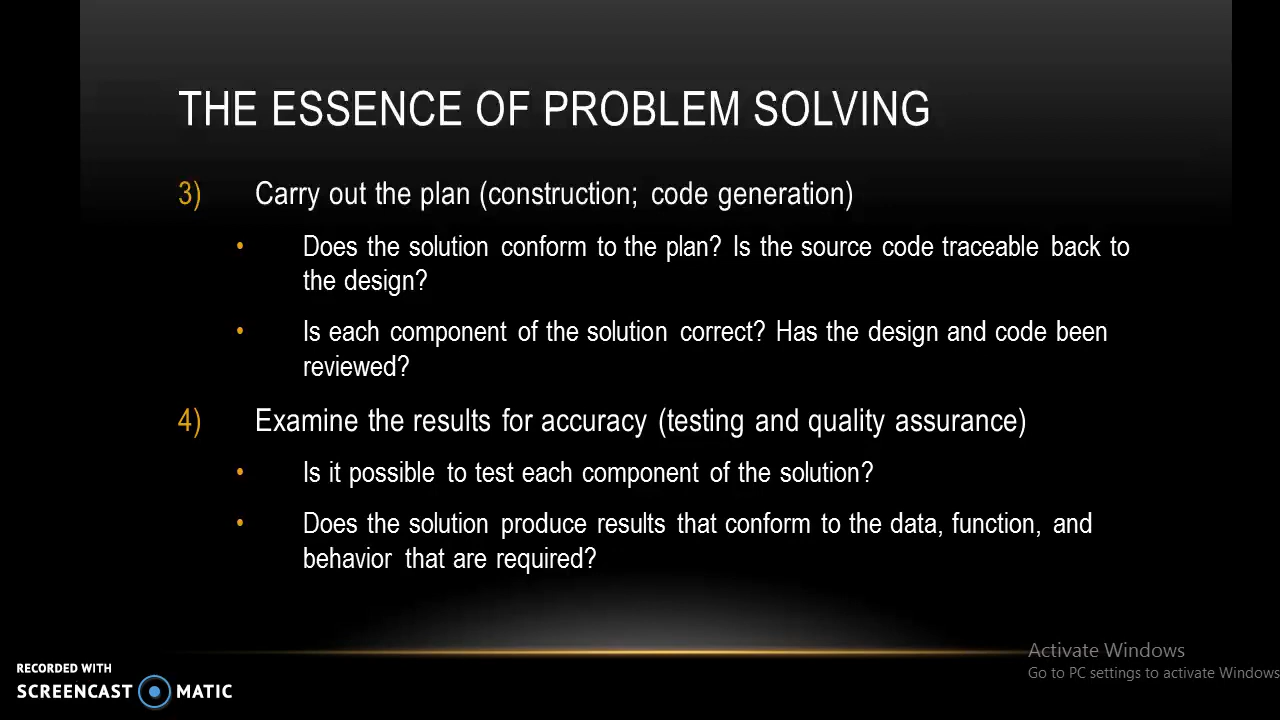 THE ESSENCE OF PROBLEM SOLVING
3) Carry out the plan (construction; code generation)
• Does the solution conform to the plan? Is the source code traceable back to
the design?
• Is each component of the solution correct? Has the design and code been
reviewed?
4) Examine the results for accuracy (testing and quality assurance)
• Is it possible to test each component of the solution?
• Does the solution produce results that conform to the data, function, and
behavior that are required?
Activate Windows
Go to PC settings to activate Windows
RECORDED WITH
SCREENCAST MATIC